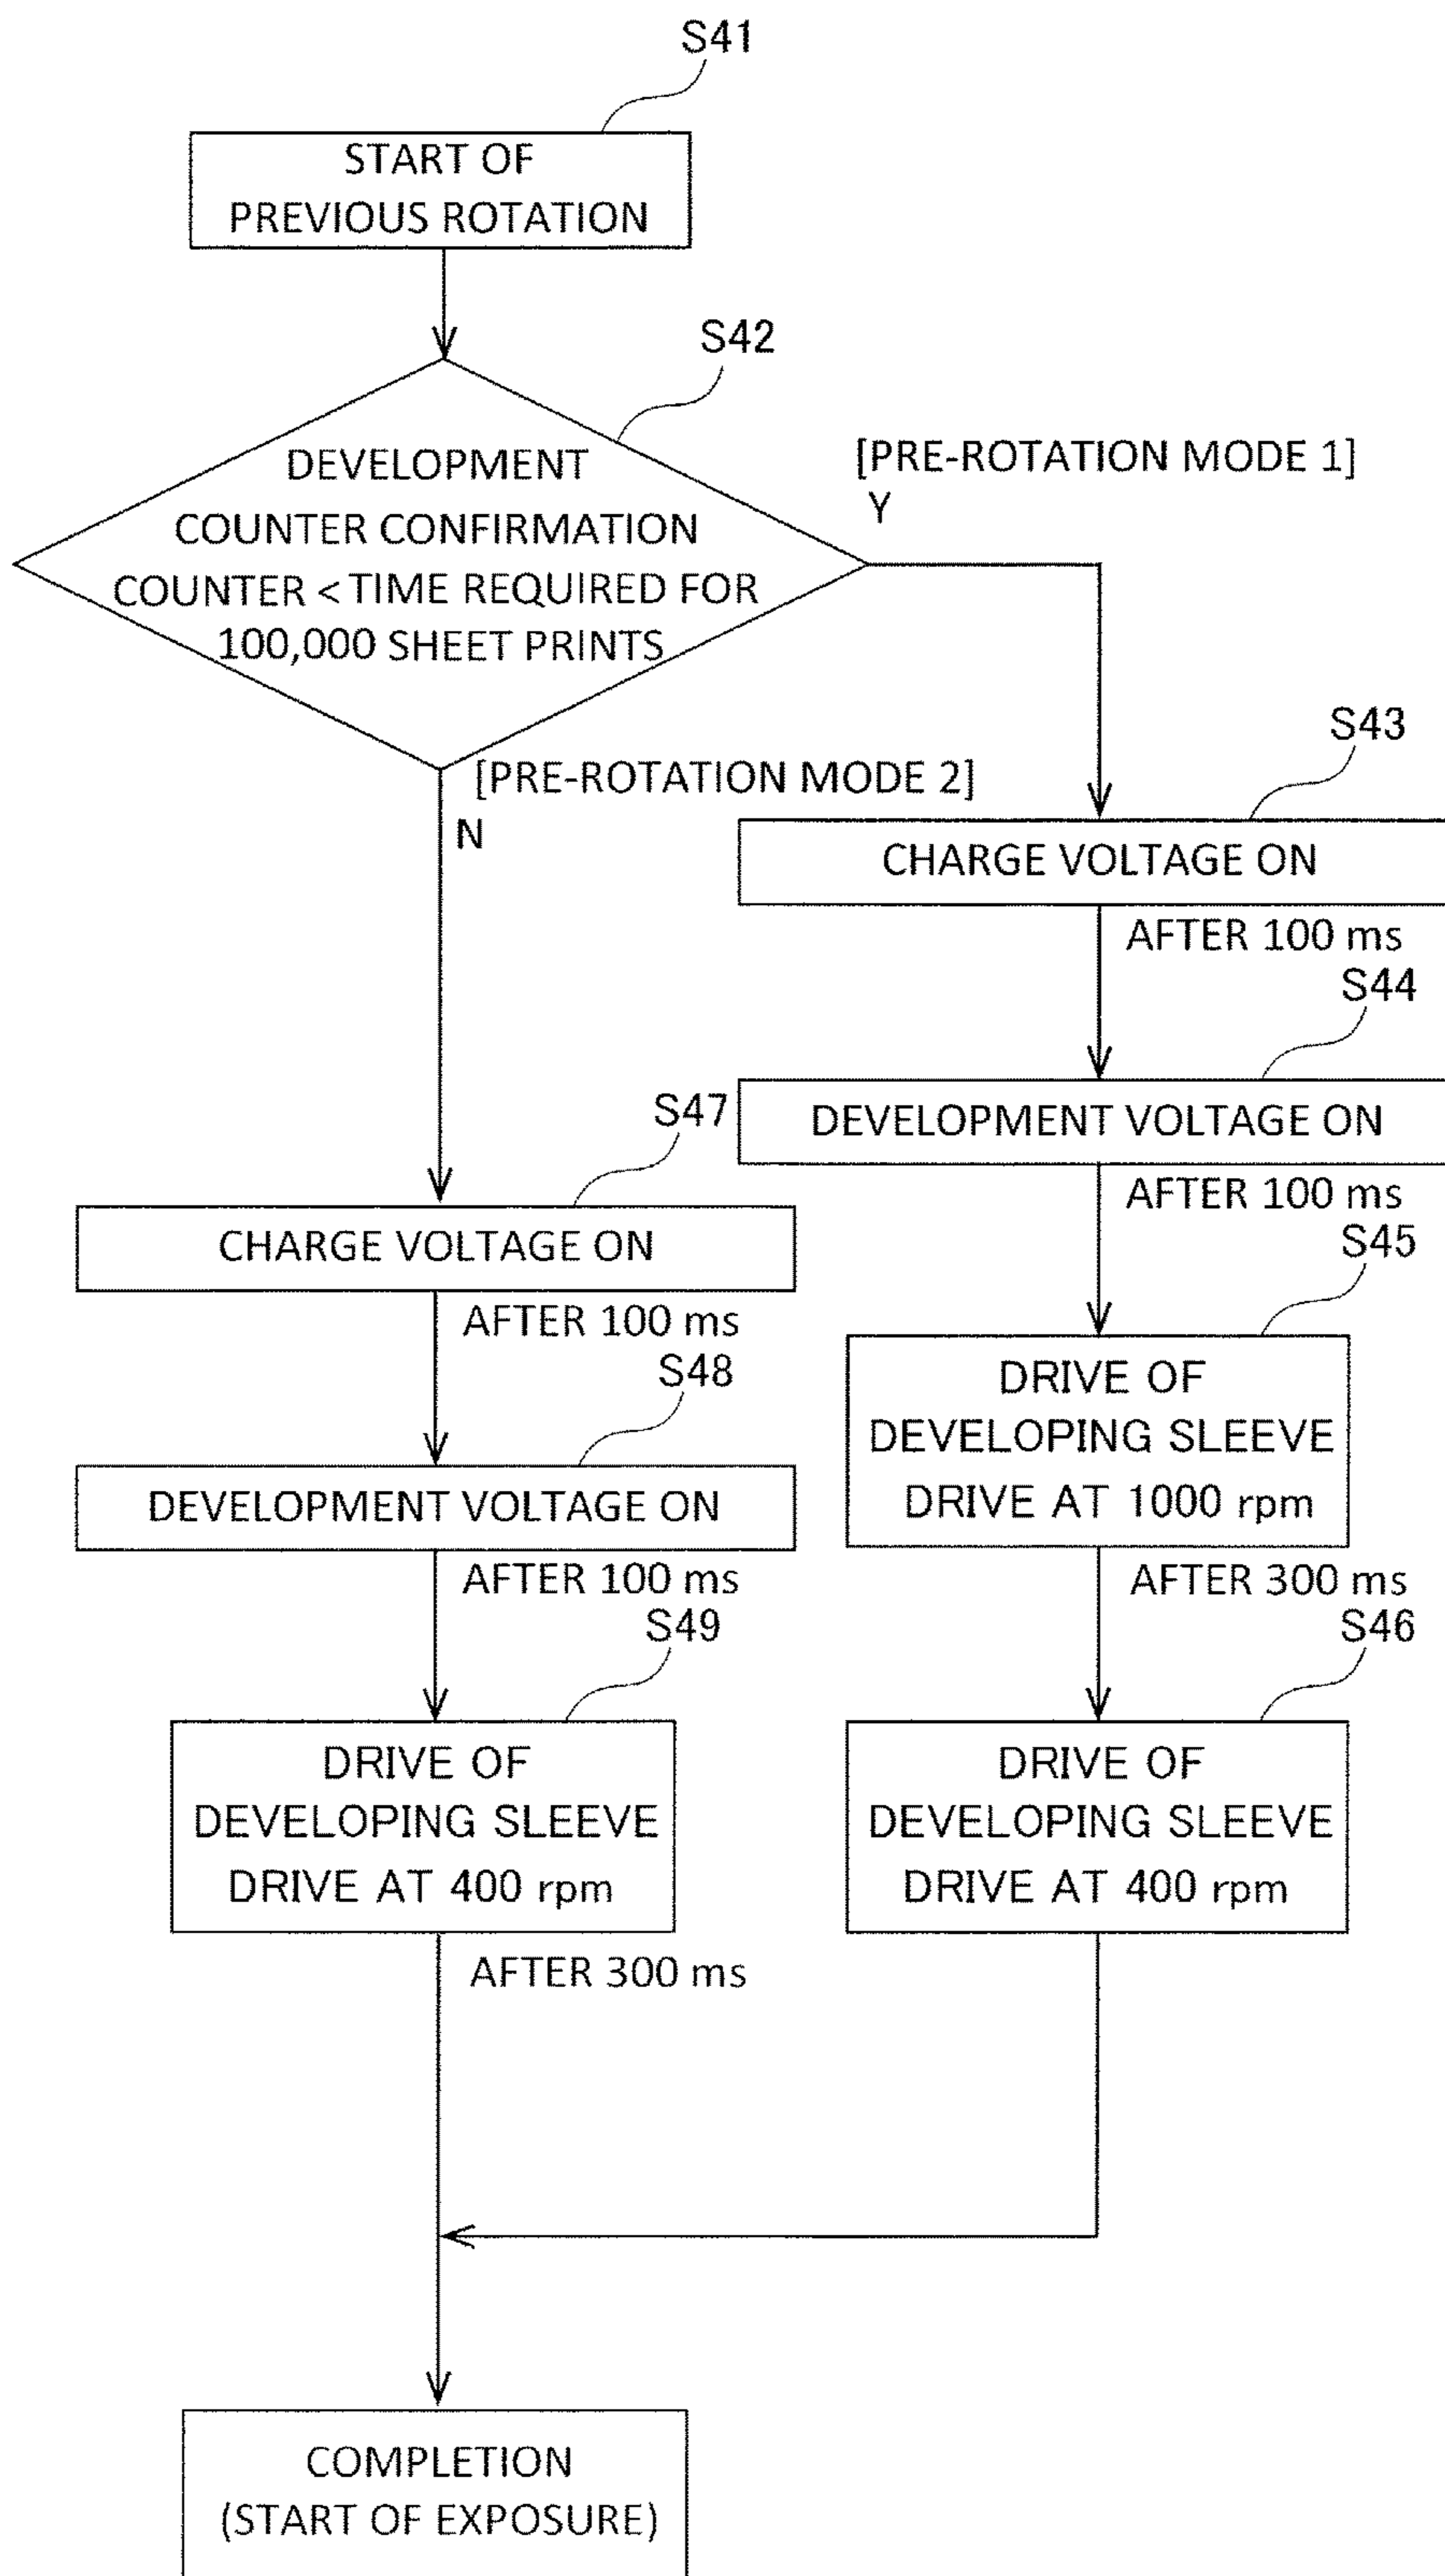 S41
START OF
PREVIOUS ROTATION
S42
DEVELOPMENT
COUNTER CONFIRMATION
COUNTER < TIME REQUIRED FOR
100,000 SHEET PRINTS
[PRE-ROTATION MODE 1]
Y
[PRE-ROTATION MODE 2]
N
S43
CHARGE VOLTAGE ON
AFTER 100 ms
S44
DEVELOPMENT VOLTAGE ON
AFTER 100 ms
S45
DRIVE OF
DEVELOPING SLEEVE
DRIVE AT 1000 rpm
AFTER 300 ms
S46
DRIVE OF
DEVELOPING SLEEVE
DRIVE AT 400 rpm
S47
CHARGE VOLTAGE ON
AFTER 100 ms
S48
DEVELOPMENT VOLTAGE ON
AFTER 100 ms
S49
DRIVE OF
DEVELOPING SLEEVE
DRIVE AT 400 rpm
AFTER 300 ms
COMPLETION
(START OF EXPOSURE)